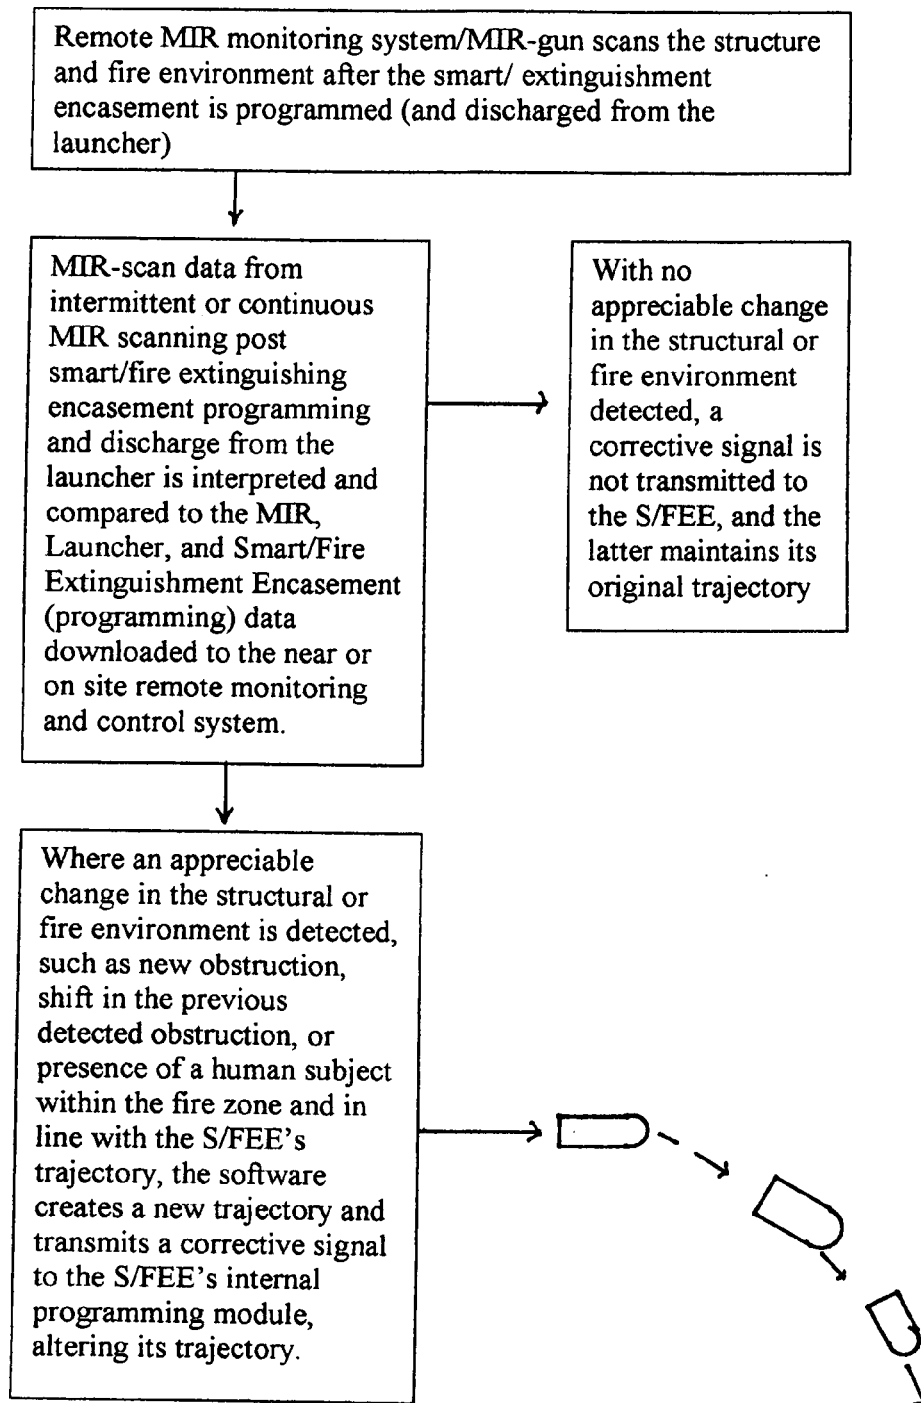 Remote MIR monitoring system/MIR-gun scans the structure
and fire environment after the smart/ extinguishment
encasement is programmed (and discharged from the
launcher)
MIR-scan data from
intermittent or continuous
MIR scanning post
smart/fire extinguishing
encasement programming
and discharge from the
launcher is interpreted and
compared to the MIR,
Launcher, and Smart/Fire
Extinguishment Encasement
(programming) data
downloaded to the near or
on site remote monitoring
and control system.
With no
appreciable change
in the structural or
fire environment
detected, a
corrective signal is
not transmitted to
the S/FEE, and the
latter maintains its
original trajectory
Where an appreciable
change in the structural or
fire environment is detected,
such as new obstruction,
shift in the previous
detected obstruction, or
presence of a human subject
within the fire zone and in
line with the S/FEE's
trajectory, the software
creates a new trajectory and
transmits a corrective signal
to the S/FEE's internal
programming module,
altering its trajectory.